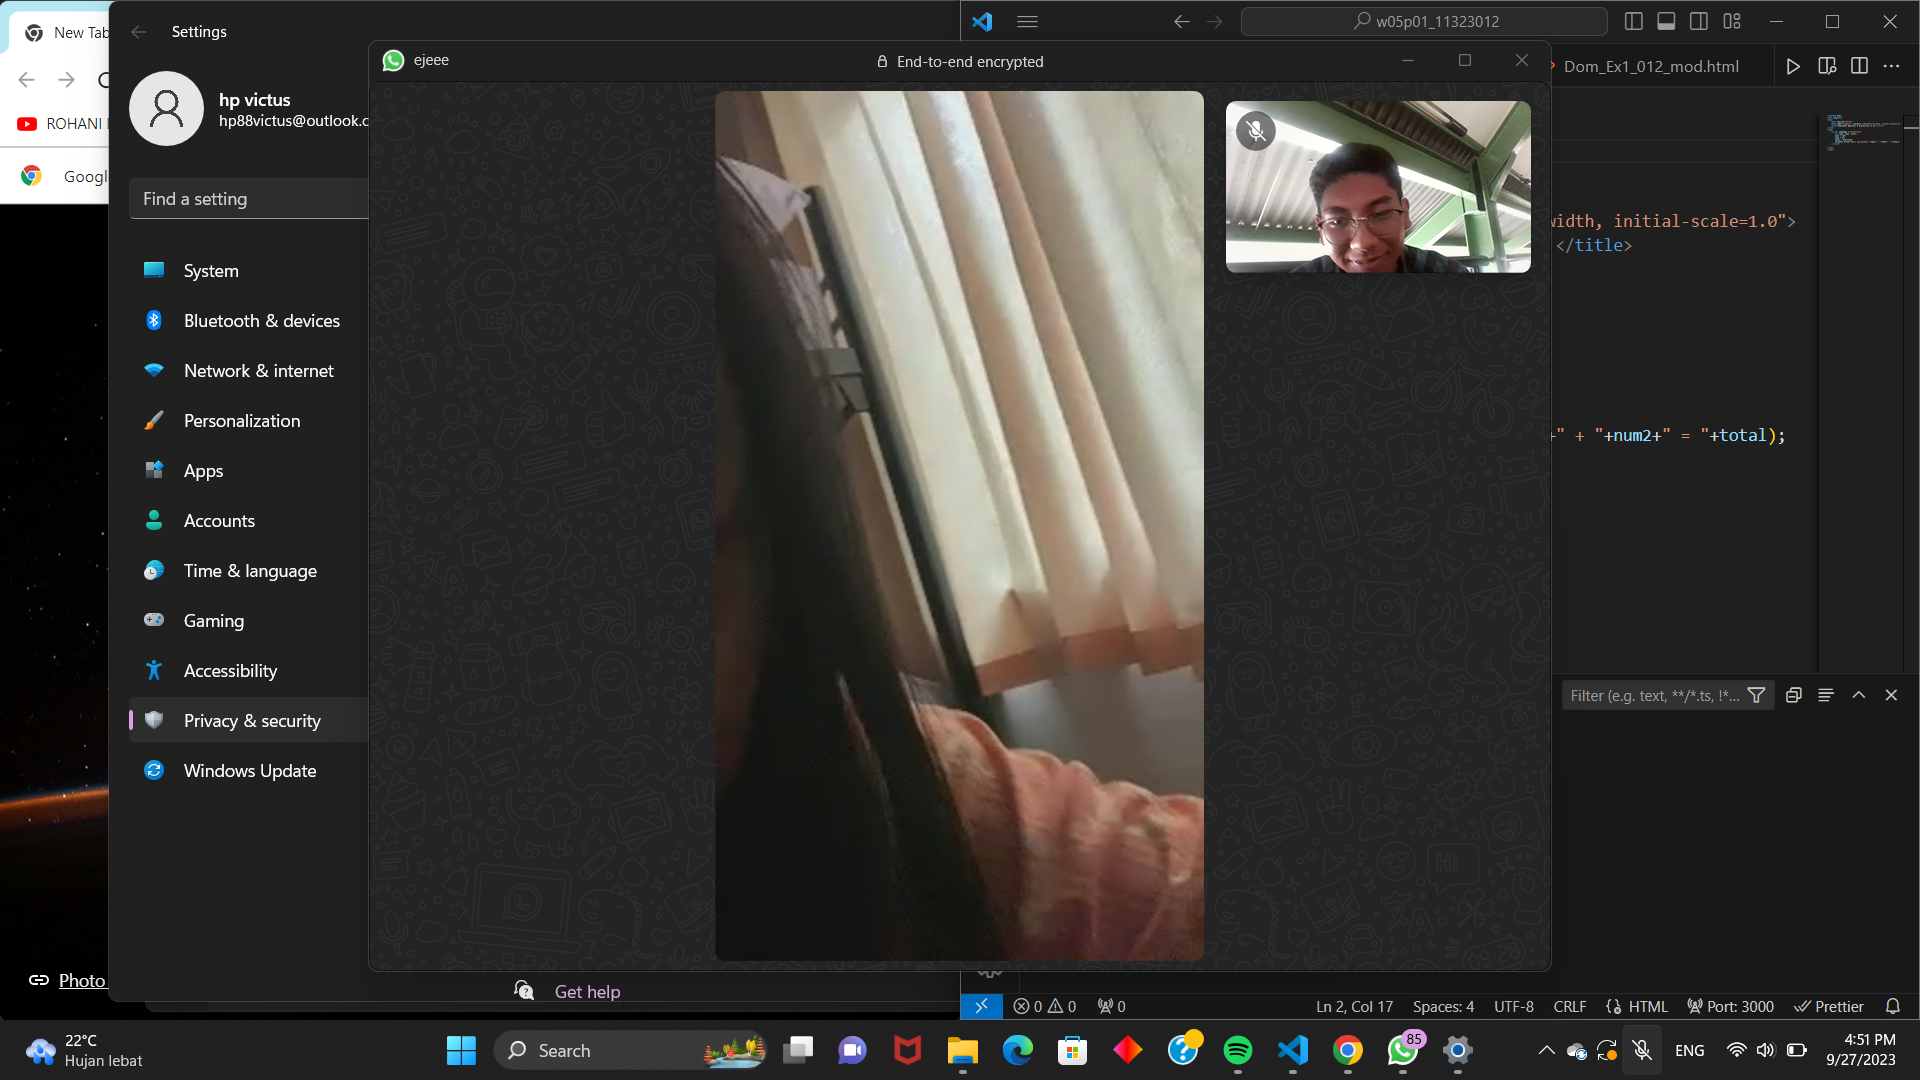 New Tab
ROHANI
Googl
Photo
Settings
hp victus
hp88victus@outlook.c
Find a setting
System
Bluetooth & devices
Network & internet
Personalization
Apps
Accounts
Time & language
Gaming
Accessibility
Privacy & security
Windows Update
Get help
ejeee
End-to-end encrypted
w05p01_11323012
Dom_Ex1_012_mod.html
width, initial-scale=1.0">
</title>
+" + "+num2+" = "+total);
Filter (e.g. text, **/*.ts, !*...
0 0 0
Ln 2, Col 17 Spaces: 4 UTF-8 CRLF HTML Port: 3000 Prettier
22°C
Hujan lebat
Search
85
ENG
4:51 PM
9/27/2023